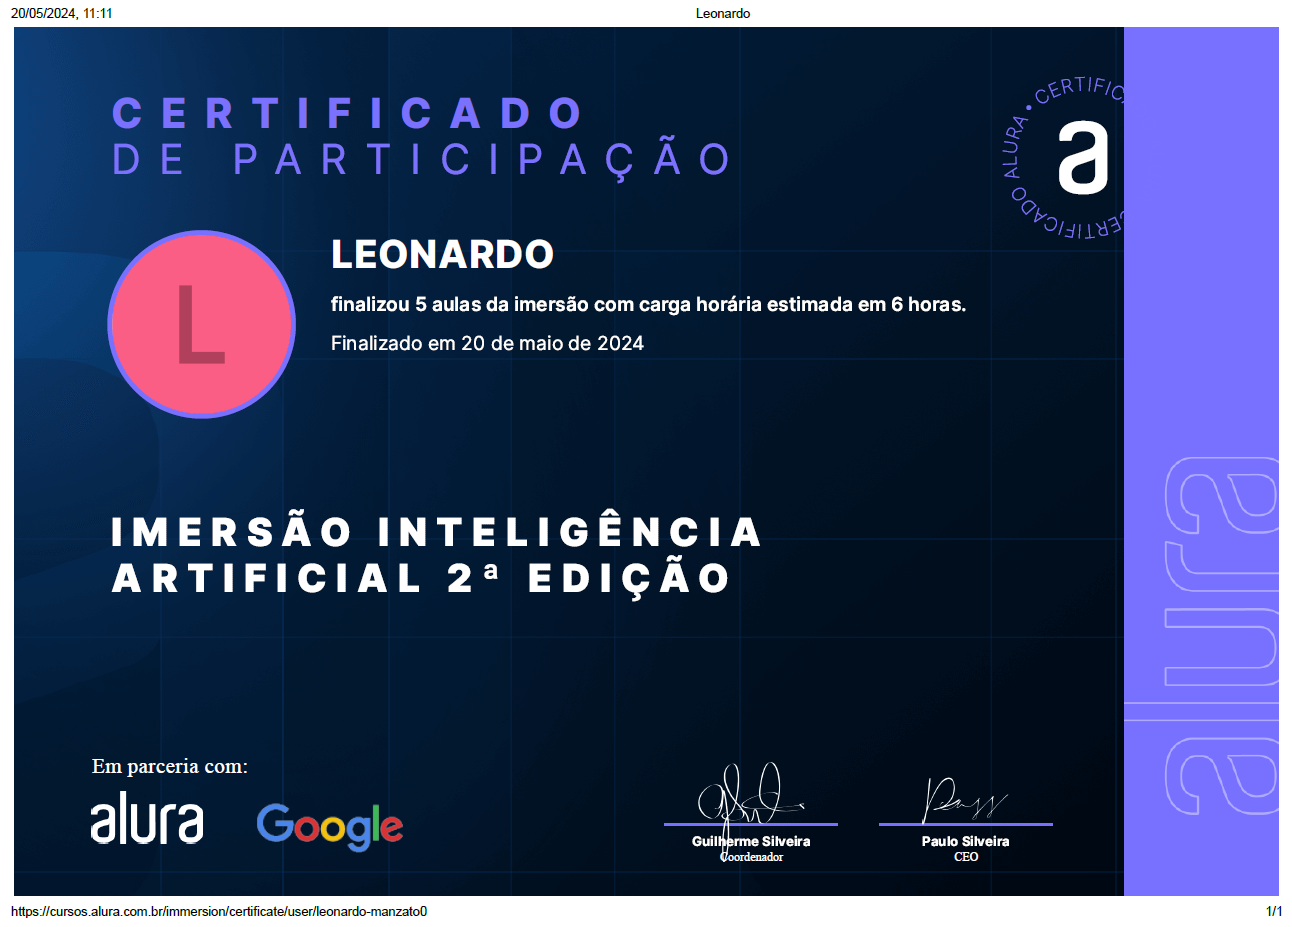 20/05/2024, 11:11
Leonardo
CERTIFICADO
DE PARTICIPAÇÃO
CERTIFICADO ALURA • CERTIFIC
a
L
LEONARDO
finalizou 5 aulas da imersão com carga horária estimada em 6 horas.
Finalizado em 20 de maio de 2024
IMERSÃO INTELIGÊNCIA
ARTIFICIAL 2ª EDIÇÃO
alura
Em parceria com:
alura
Google
Guilherme Silveira
Coordenador
Paulo Silveira
CEO
https://cursos.alura.com.br/immersion/certificate/user/leonardo-manzato0
1/1